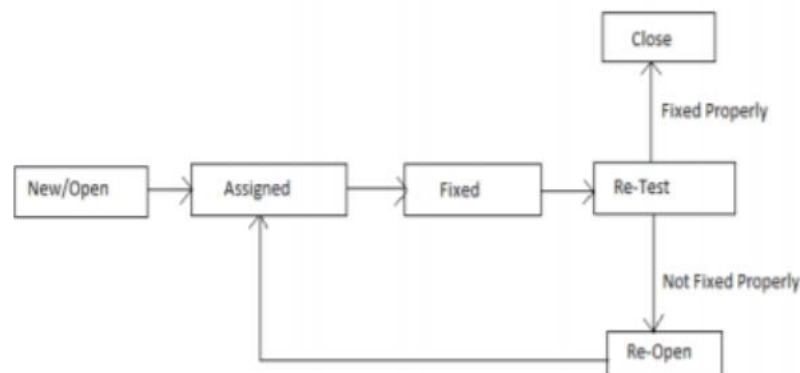 Close
Fixed Properly
New/Open
Assigned
Fixed
Re-Test
Not Fixed Properly
Re-Open